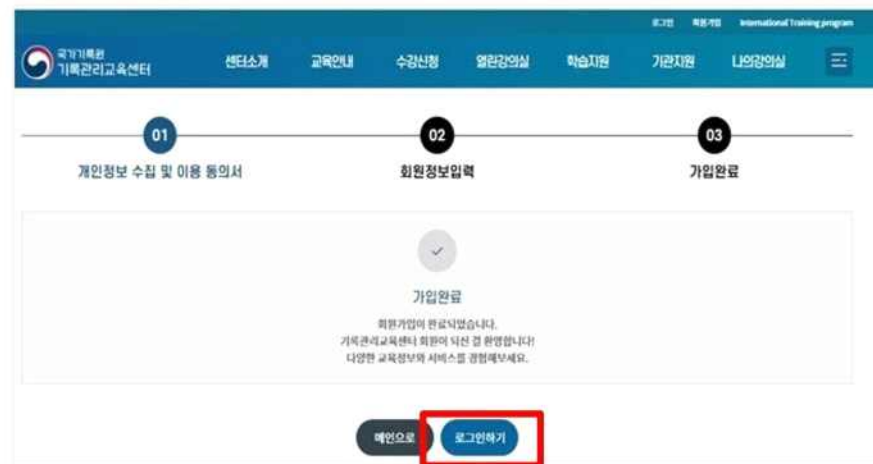 로그인 회원가입 International Training program
국가기록원
기록관리교육센터
센터소개 교육안내 수강신청 열린강의실 학습지원 기관지원 나의강의실
01 02 03
개인정보 수집 및 이용 동의서 회원정보입력 가입완료
가입완료
회원가입이 완료되었습니다.
기록관리교육센터 회원이 되신 걸 환영합니다!
다양한 교육정보와 서비스를 경험해보세요.
메인으로 로그인하기